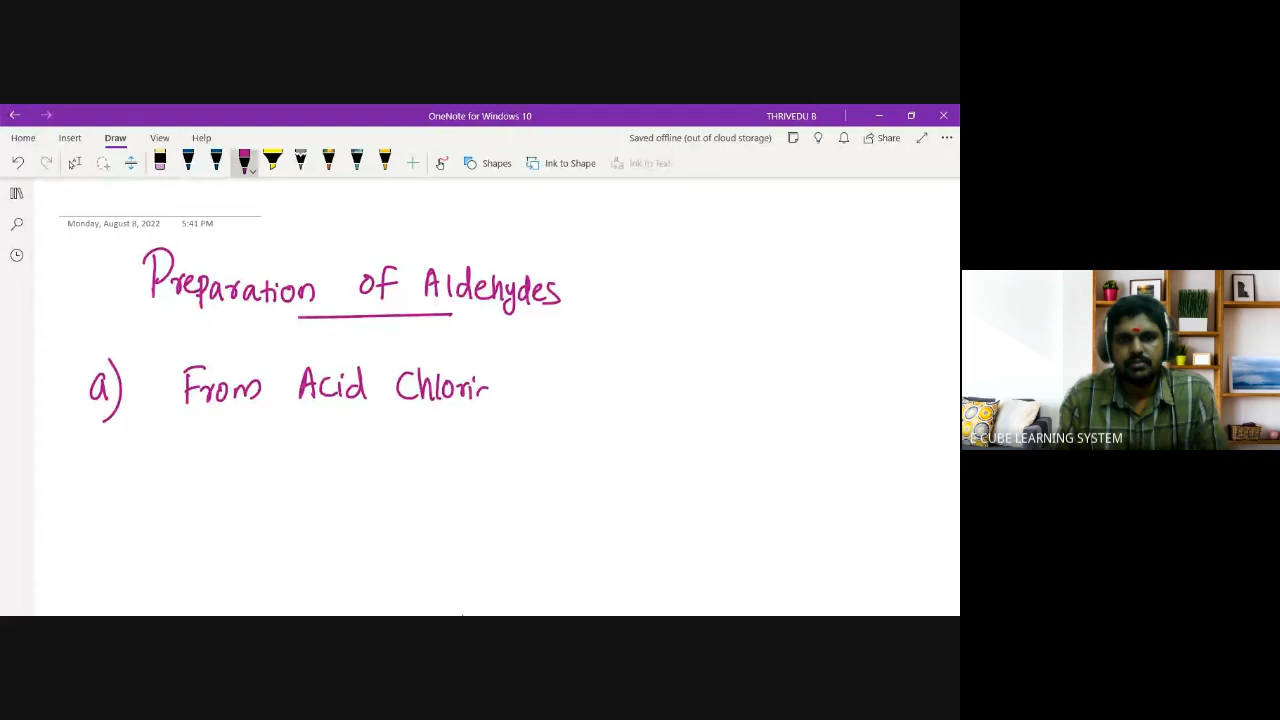 OneNote for Windows 10
THRIVEDU B
Home Insert Draw View Help
Saved offline (out of cloud storage)
Share
Shapes
Ink to Shape
Ink to Text
Monday, August 8, 2022 5:41 PM
Preparation of Aldehydes
a) From Acid Chlori
E CUBE LEARNING SYSTEM